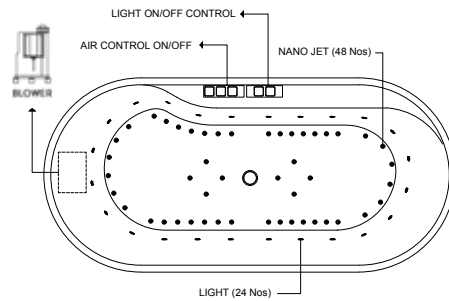 LIGHT ON/OFF CONTROL
AIR CONTROL ON/OFF
NANO JET (48 Nos)
BLOWER
LIGHT (24 Nos)